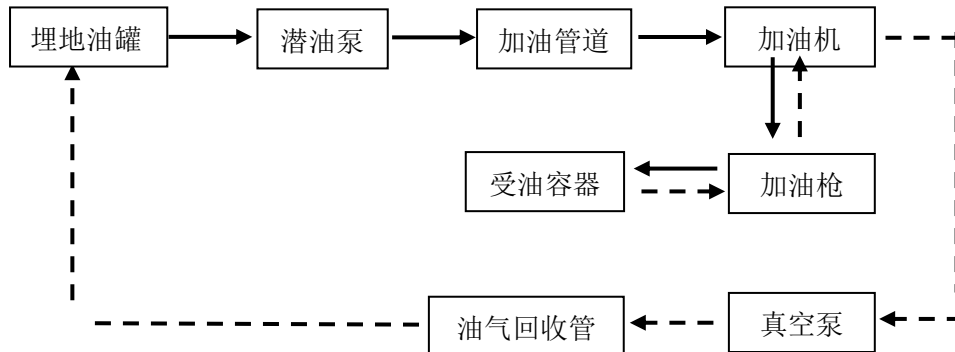 埋地油罐
潜油泵
加油管道
加油机
受油容器
加油枪
油气回收管
真空泵